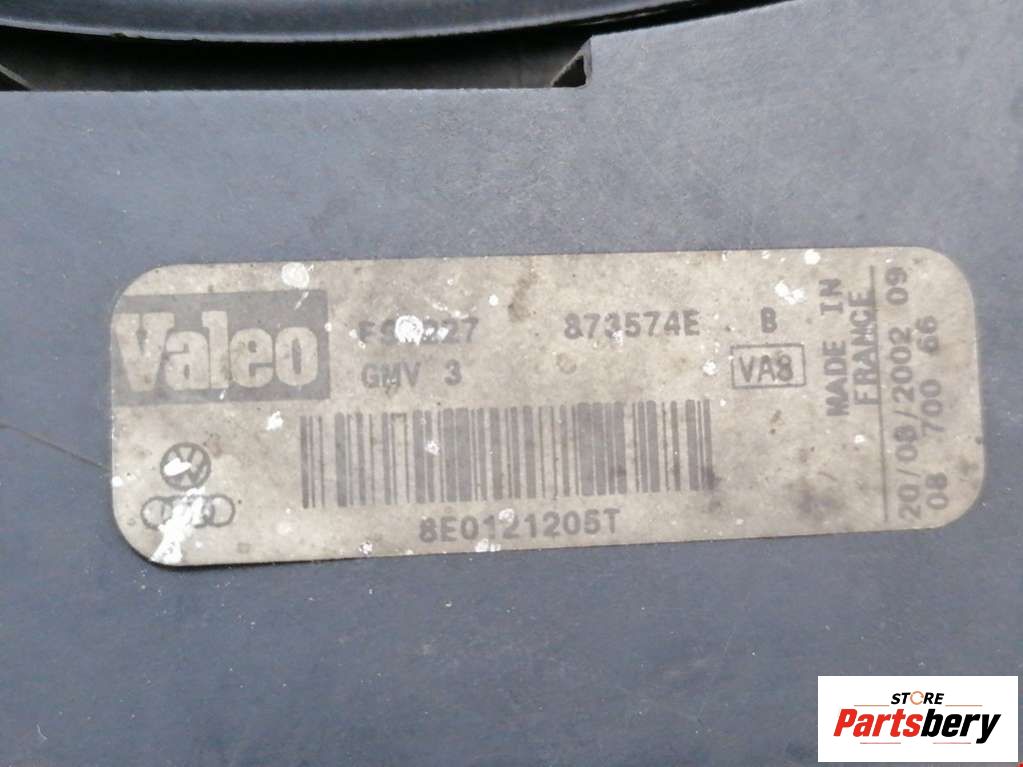 Valeo
873574E B
GMV 3 VA8
8E0121205T
MADE IN
FRANCE
20/08/2002 09
08 700 66
STORE
Partsbery